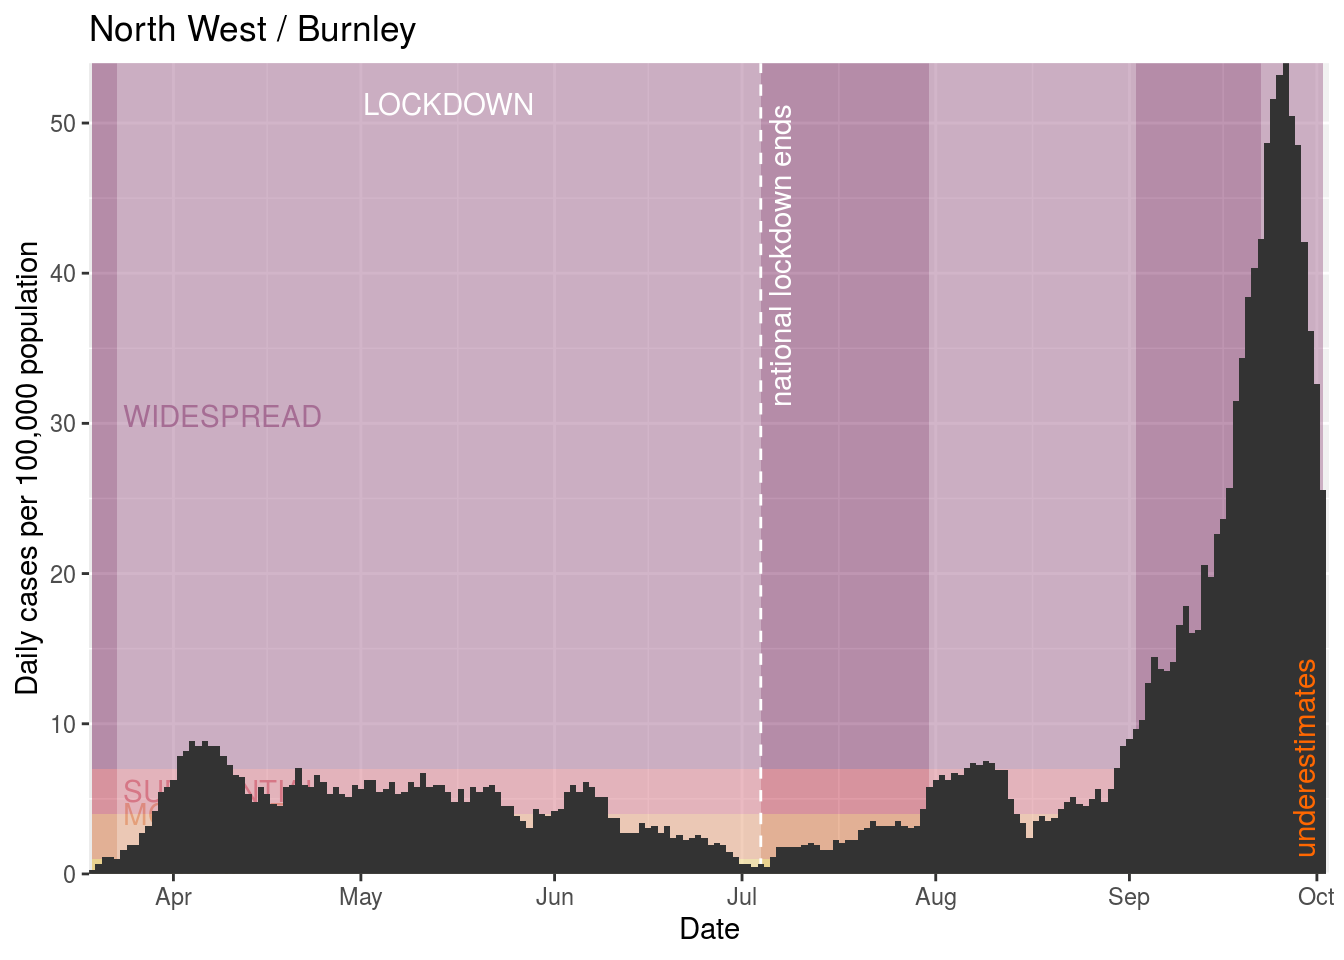 North West / Burnley
LOCKDOWN
national lockdown ends
WIDESPREAD
underestimates
Daily cases per 100,000 population
50
40
30
20
10
0
Apr
May
Jun
Jul
Aug
Sep
Oct
Date